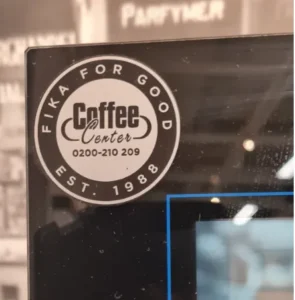 PARFYMER
FIKA FOR GOOD
Coffee
Center
0200-210 209
EST. 1988